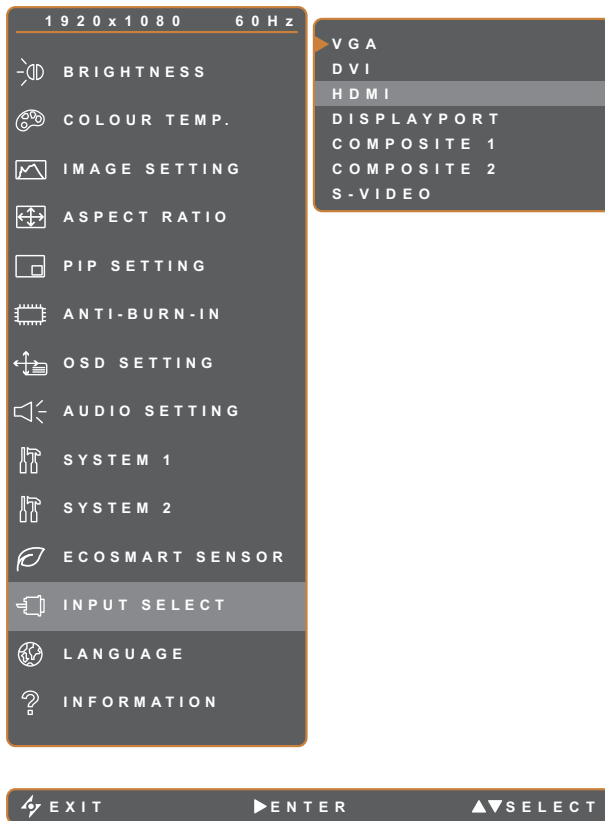 1920x1080 60Hz
BRIGHTNESS
COLOUR TEMP.
IMAGE SETTING
ASPECT RATIO
PIP SETTING
ANTI-BURN-IN
OSD SETTING
AUDIO SETTING
SYSTEM 1
SYSTEM 2
ECOSMART SENSOR
INPUT SELECT
LANGUAGE
INFORMATION
VGA
DVI
HDMI
DISPLAYPORT
COMPOSITE 1
COMPOSITE 2
S-VIDEO
EXIT ▶ENTER ▲▼SELECT